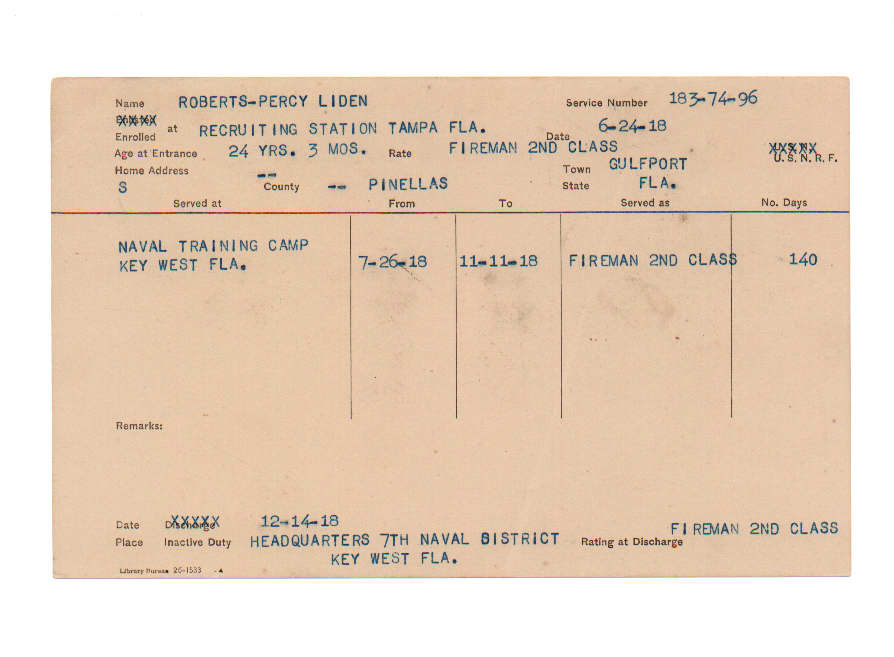 Name ROBERTS-PERCY LIDEN Service Number 183-74-96
Enrolled at RECRUITING STATION TAMPA FLA. Date 6-24-18
Age at Entrance 24 YRS. 3 MOS. Rate FIREMAN 2ND CLASS U.S.N.R.F.
Home Address -- Town GULFPORT
S County -- PINELLAS State FLA.
Served at From To Served as No. Days
NAVAL TRAINING CAMP
KEY WEST FLA. 7-26-18 11-11-18 FIREMAN 2ND CLASS 140
Remarks:
Date Discharge 12-14-18
Place Inactive Duty HEADQUARTERS 7TH NAVAL DISTRICT Rating at Discharge FIREMAN 2ND CLASS
KEY WEST FLA.
Library Bureau 26-1533